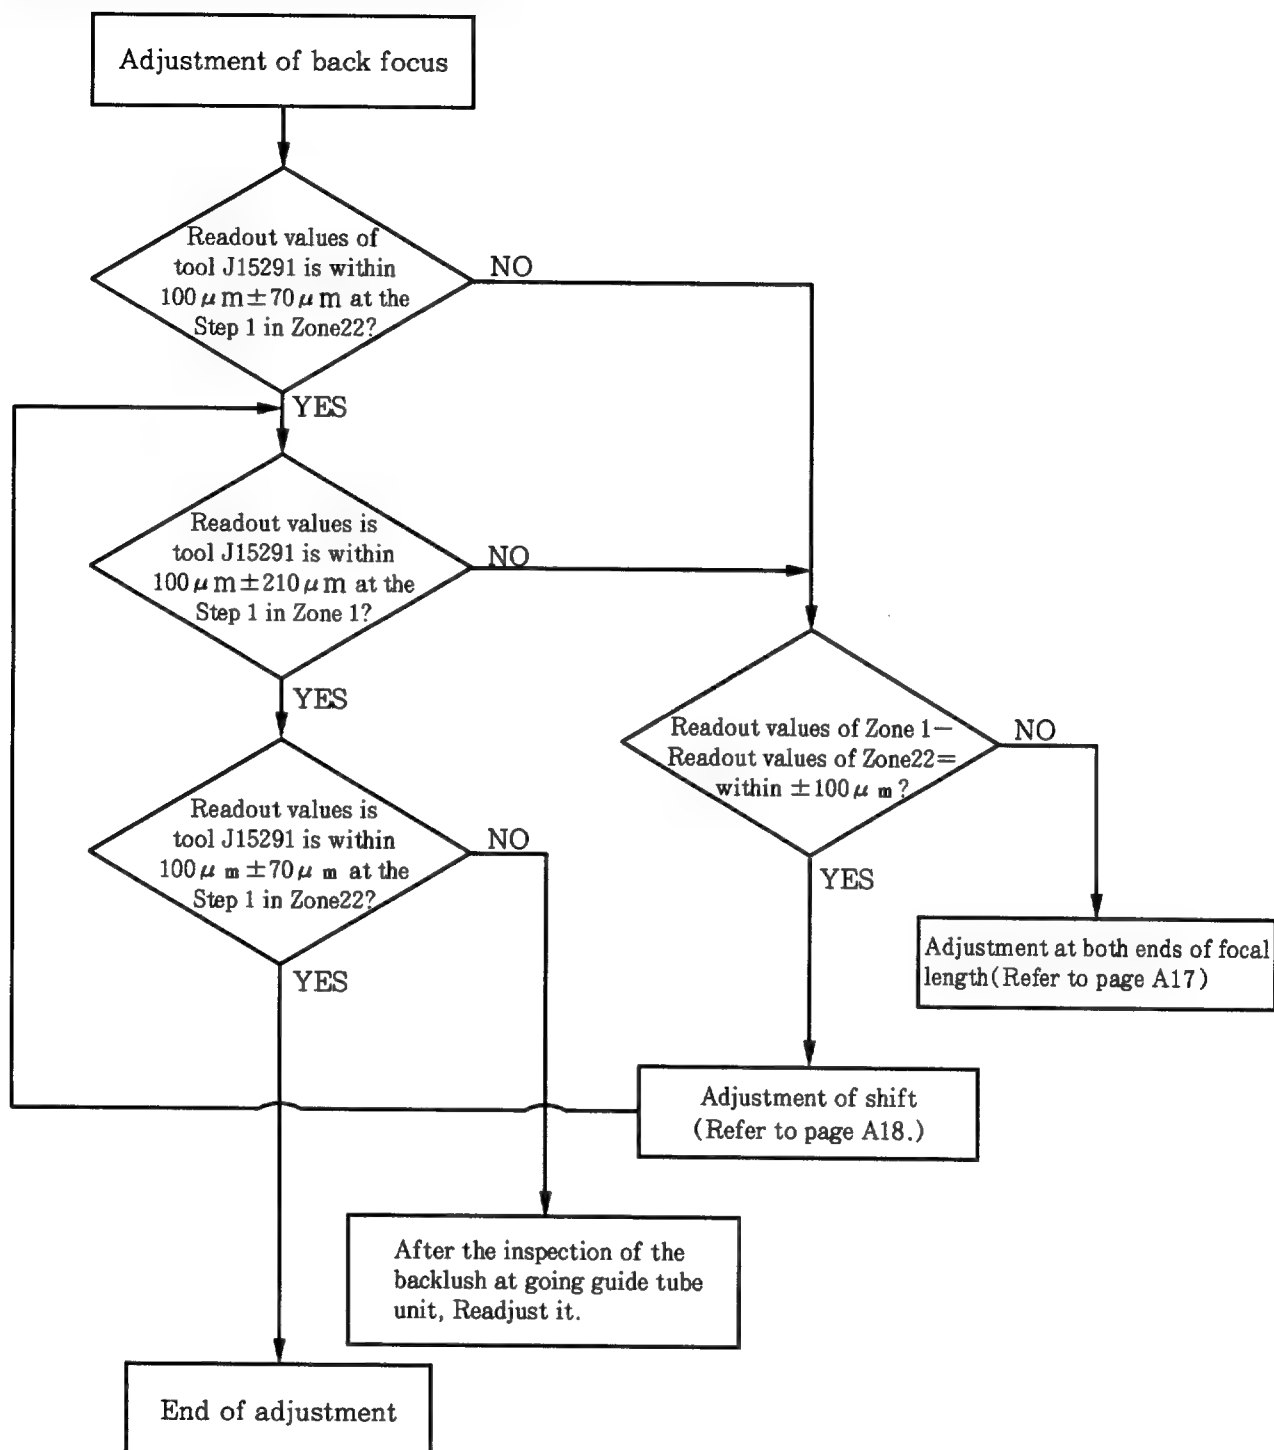 Adjustment of back focus
Readout values of
tool J15291 is within
100μm±70μm at the
Step 1 in Zone22?
NO
YES
Readout values is
tool J15291 is within
100μm±210μm at the
Step 1 in Zone 1?
NO
YES
Readout values of Zone 1−
Readout values of Zone22=
within ±100μm?
NO
YES
Readout values is
tool J15291 is within
100μm±70μm at the
Step 1 in Zone22?
NO
YES
Adjustment at both ends of focal
length(Refer to page A17)
Adjustment of shift
(Refer to page A18.)
After the inspection of the
backlush at going guide tube
unit, Readjust it.
End of adjustment